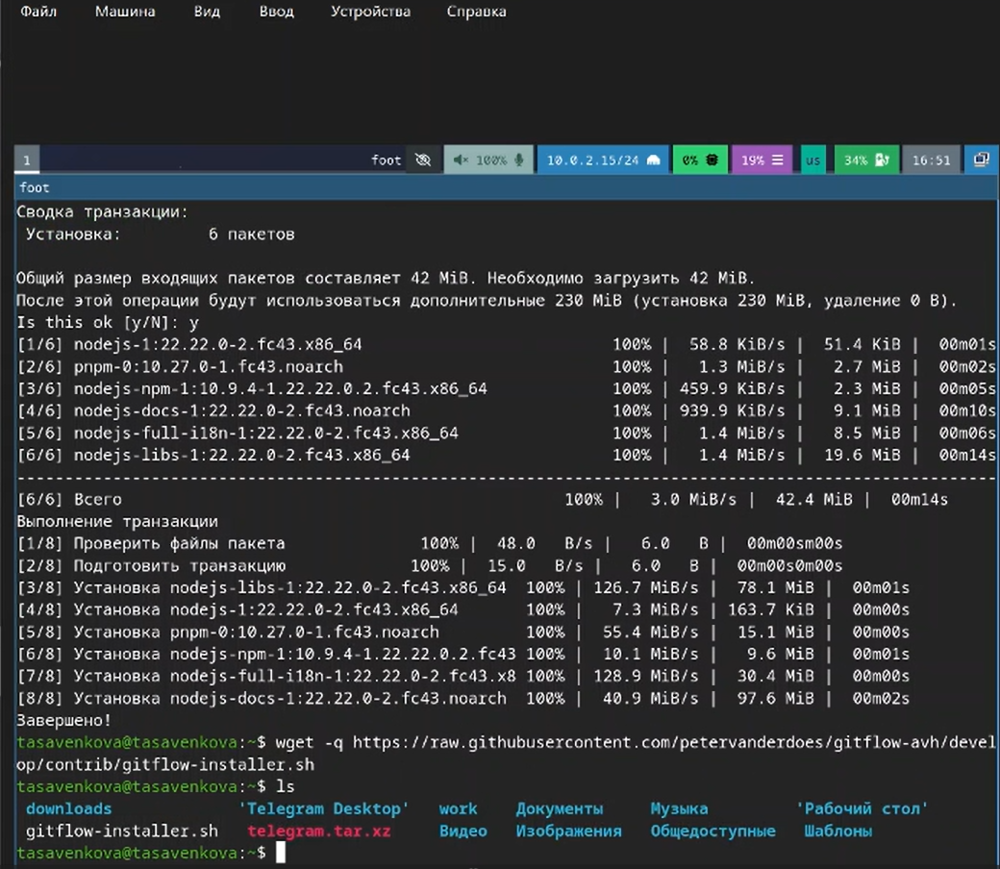 Файл Машина Вид Ввод Устройства Справка
1 foot 100% 10.0.2.15/24 0% 19% us 34% 16:51
foot
Сводка транзакции:
Установка: 6 пакетов
Общий размер входящих пакетов составляет 42 MiB. Необходимо загрузить 42 MiB.
После этой операции будут использоваться дополнительные 230 MiB (установка 230 MiB, удаление 0 B).
Is this ok [y/N]: y
[1/6] nodejs-1:22.22.0-2.fc43.x86_64 100% | 58.8 KiB/s | 51.4 KiB | 00m01s
[2/6] pnpm-0:10.27.0-1.fc43.noarch 100% | 1.3 MiB/s | 2.7 MiB | 00m02s
[3/6] nodejs-npm-1:10.9.4-1.22.22.0.2.fc43.x86_64 100% | 459.9 KiB/s | 2.3 MiB | 00m05s
[4/6] nodejs-docs-1:22.22.0-2.fc43.noarch 100% | 939.9 KiB/s | 9.1 MiB | 00m10s
[5/6] nodejs-full-i18n-1:22.22.0-2.fc43.x86_64 100% | 1.4 MiB/s | 8.5 MiB | 00m06s
[6/6] nodejs-libs-1:22.22.0-2.fc43.x86_64 100% | 1.4 MiB/s | 19.6 MiB | 00m14s
--------------------------------------------------------------------------------
[6/6] Всего 100% | 3.0 MiB/s | 42.4 MiB | 00m14s
Выполнение транзакции
[1/8] Проверить файлы пакета 100% | 48.0 B/s | 6.0 B | 00m00sm00s
[2/8] Подготовить транзакцию 100% | 15.0 B/s | 6.0 B | 00m00s0m00s
[3/8] Установка nodejs-libs-1:22.22.0-2.fc43.x86_64 100% | 126.7 MiB/s | 78.1 MiB | 00m01s
[4/8] Установка nodejs-1:22.22.0-2.fc43.x86_64 100% | 7.3 MiB/s | 163.7 KiB | 00m00s
[5/8] Установка pnpm-0:10.27.0-1.fc43.noarch 100% | 55.4 MiB/s | 15.1 MiB | 00m00s
[6/8] Установка nodejs-npm-1:10.9.4-1.22.22.0.2.fc43 100% | 10.1 MiB/s | 9.6 MiB | 00m01s
[7/8] Установка nodejs-full-i18n-1:22.22.0-2.fc43.x8 100% | 128.9 MiB/s | 30.4 MiB | 00m00s
[8/8] Установка nodejs-docs-1:22.22.0-2.fc43.noarch 100% | 40.9 MiB/s | 97.6 MiB | 00m02s
Завершено!
tasavenkova@tasavenkova:~$ wget -q https://raw.githubusercontent.com/petervanderdoes/gitflow-avh/devel
op/contrib/gitflow-installer.sh
tasavenkova@tasavenkova:~$ ls
downloads 'Telegram Desktop' work Документы Музыка 'Рабочий стол'
gitflow-installer.sh telegram.tar.xz Видео Изображения Общедоступные Шаблоны
tasavenkova@tasavenkova:~$